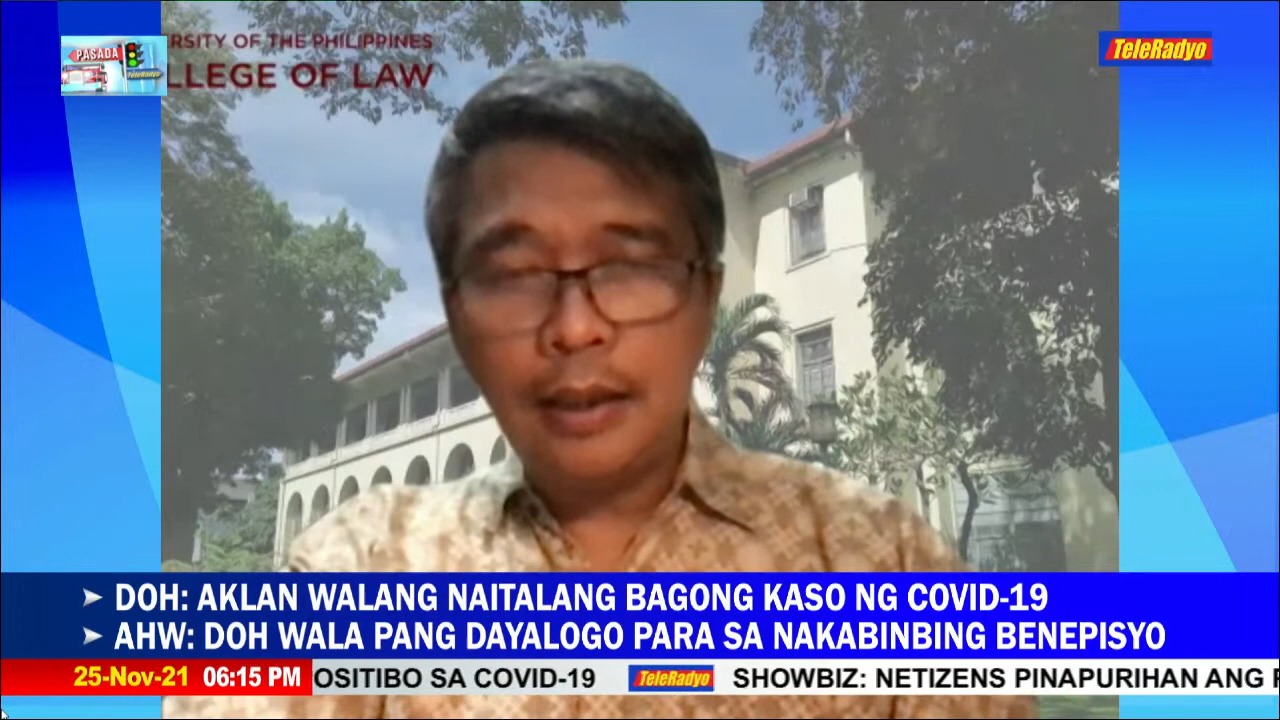 PASADA
TeleRadyo
TeleRadyo
ERSITY OF THE PHILIPPINES
LLEGE OF LAW
DOH: AKLAN WALANG NAITALANG BAGONG KASO NG COVID-19
AHW: DOH WALA PANG DAYALOGO PARA SA NAKABINBING BENEPISYO
25-Nov-21 06:15 PM OSITIBO SA COVID-19 TeleRadyo SHOWBIZ: NETIZENS PINAPURIHAN ANG